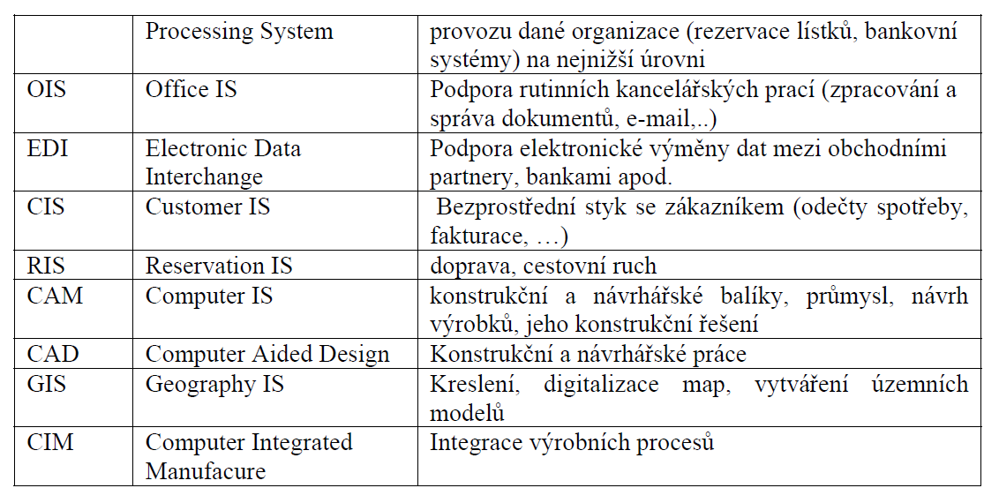 Processing System provozu dané organizace (rezervace lístků, bankovní
systémy) na nejnižší úrovni
OIS Office IS Podpora rutinních kancelářských prací (zpracování a
správa dokumentů, e-mail,..)
EDI Electronic Data Podpora elektronické výměny dat mezi obchodními
Interchange partnery, bankami apod.
CIS Customer IS Bezprostřední styk se zákazníkem (odečty spotřeby,
fakturace, …)
RIS Reservation IS doprava, cestovní ruch
CAM Computer IS konstrukční a návrhářské balíky, průmysl, návrh
výrobků, jeho konstrukční řešení
CAD Computer Aided Design Konstrukční a návrhářské práce
GIS Geography IS Kreslení, digitalizace map, vytváření územních
modelů
CIM Computer Integrated Integrace výrobních procesů
Manufacure